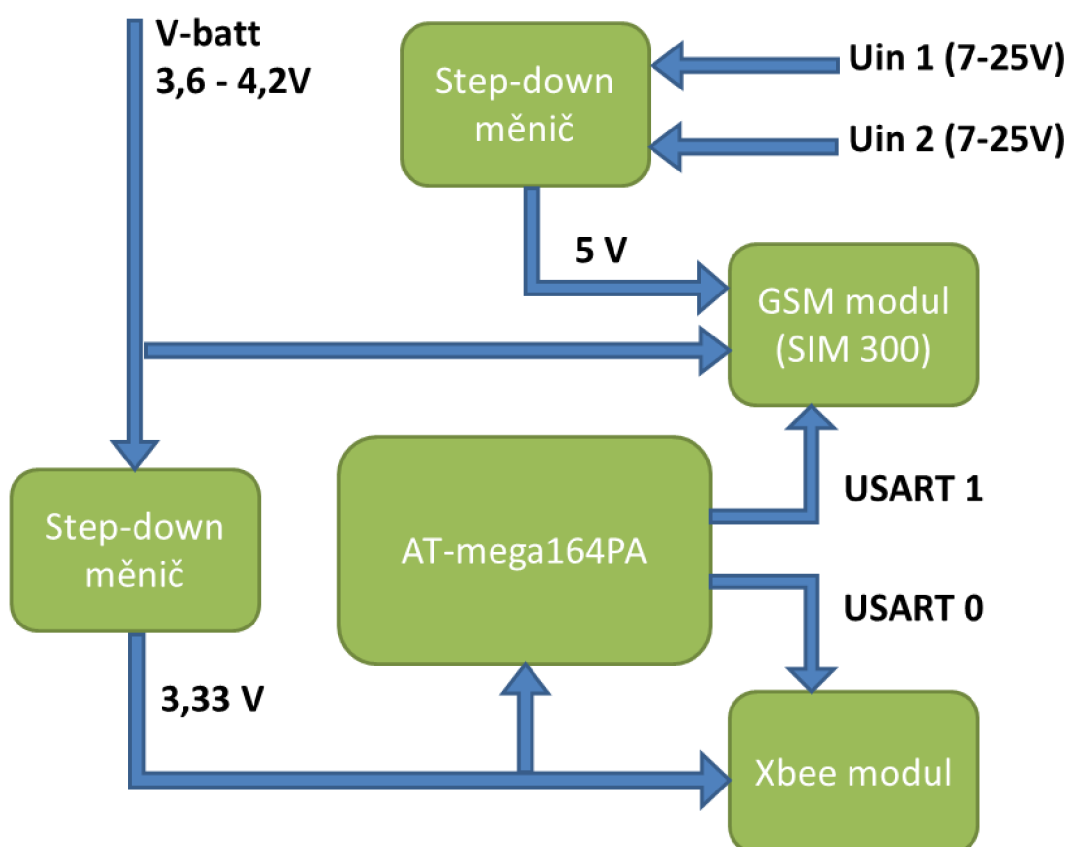 V-batt
3,6 - 4,2V
Step-down
měnič
Uin 1 (7-25V)
Uin 2 (7-25V)
5 V
GSM modul
(SIM 300)
Step-down
měnič
AT-mega164PA
USART 1
USART 0
3,33 V
Xbee modul